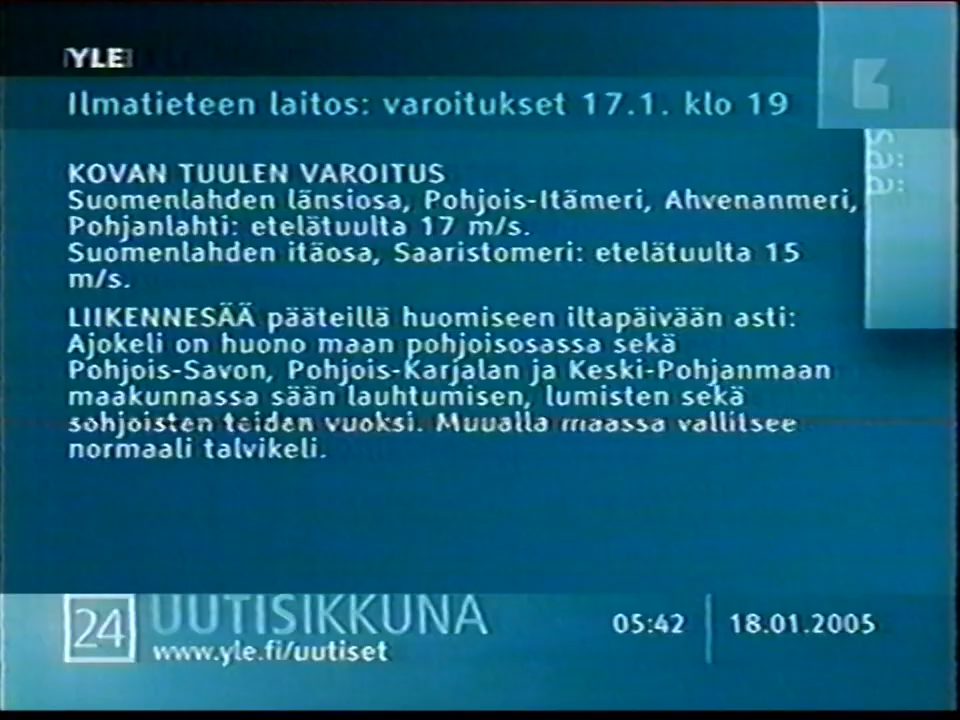 YLE
Ilmatieteen laitos: varoitukset 17.1. klo 19
sää
KOVAN TUULEN VAROITUS
Suomenlahden länsiosa, Pohjois-Itämeri, Ahvenanmeri,
Pohjanlahti: etelätuulta 17 m/s.
Suomenlahden itäosa, Saaristomeri: etelätuulta 15
m/s.
LIIKENNESÄÄ pääteillä huomiseen iltapäivään asti:
Ajokeli on huono maan pohjoisosassa sekä
Pohjois-Savon, Pohjois-Karjalan ja Keski-Pohjanmaan
maakunnassa sään lauhtumisen, lumisten sekä
sohjoisten teiden vuoksi. Muualla maassa vallitsee
normaali talvikeli.
24 UUTISIKKUNA
www.yle.fi/uutiset
05:42 18.01.2005